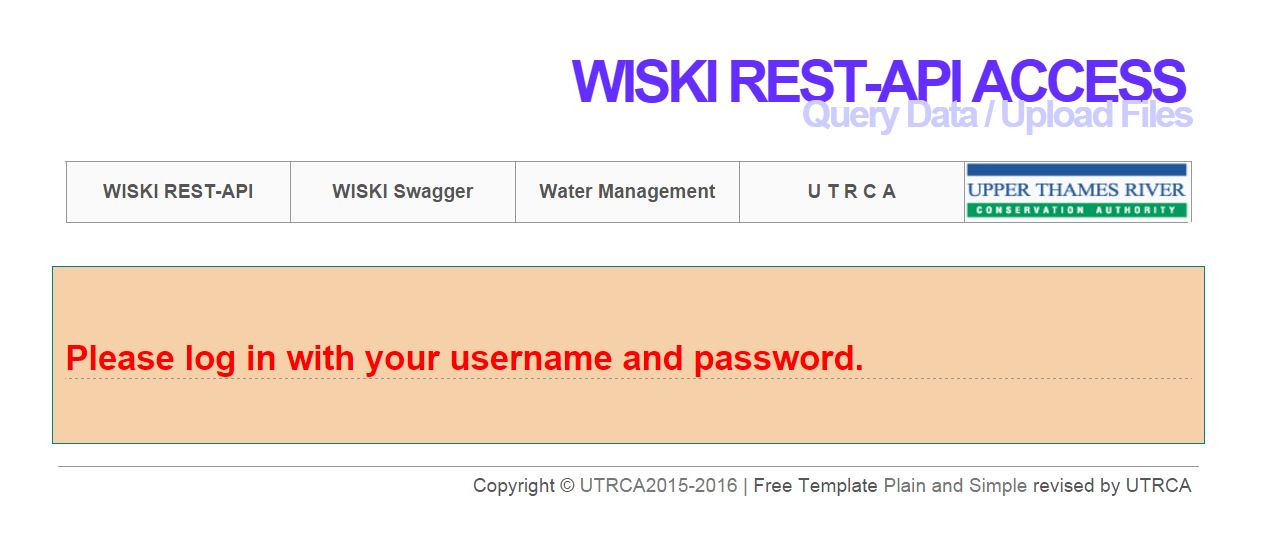 WISKI REST-API ACCESS
Query Data / Upload Files
WISKI REST-API WISKI Swagger Water Management U T R C A UPPER THAMES RIVER
CONSERVATION AUTHORITY
Please log in with your username and password.
Copyright © UTRCA2015-2016 | Free Template Plain and Simple revised by UTRCA